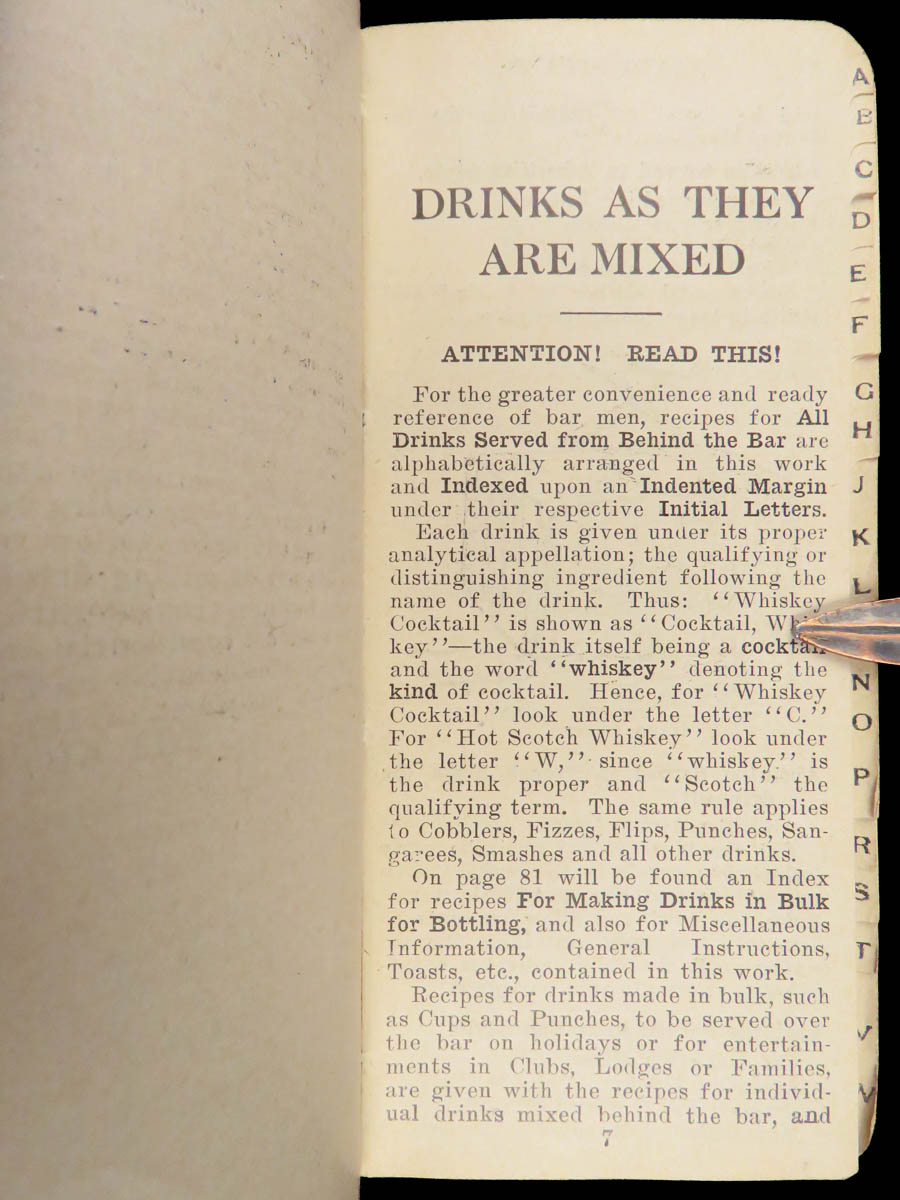 DRINKS AS THEY
ARE MIXED
ATTENTION! READ THIS!
For the greater convenience and ready
reference of bar men, recipes for All
Drinks Served from Behind the Bar are
alphabetically arranged in this work
and Indexed upon an Indented Margin
under their respective Initial Letters.
Each drink is given under its proper
analytical appellation; the qualifying or
distinguishing ingredient following the
name of the drink. Thus: "Whiskey
Cocktail" is shown as "Cocktail, Whis-
key"—the drink itself being a cocktail
and the word "whiskey" denoting the
kind of cocktail. Hence, for "Whiskey
Cocktail" look under the letter "C."
For "Hot Scotch Whiskey" look under
the letter "W," since "whiskey" is
the drink proper and "Scotch" the
qualifying term. The same rule applies
to Cobblers, Fizzes, Flips, Punches, San-
garees, Smashes and all other drinks.
On page 81 will be found an Index
for recipes For Making Drinks in Bulk
for Bottling, and also for Miscellaneous
Information, General Instructions,
Toasts, etc., contained in this work.
Recipes for drinks made in bulk, such
as Cups and Punches, to be served over
the bar on holidays or for entertain-
ments in Clubs, Lodges or Families,
are given with the recipes for individ-
ual drinks mixed behind the bar, and
7
A
B
C
D
E
F
G
H
J
K
L
N
O
P
R
S
T
V